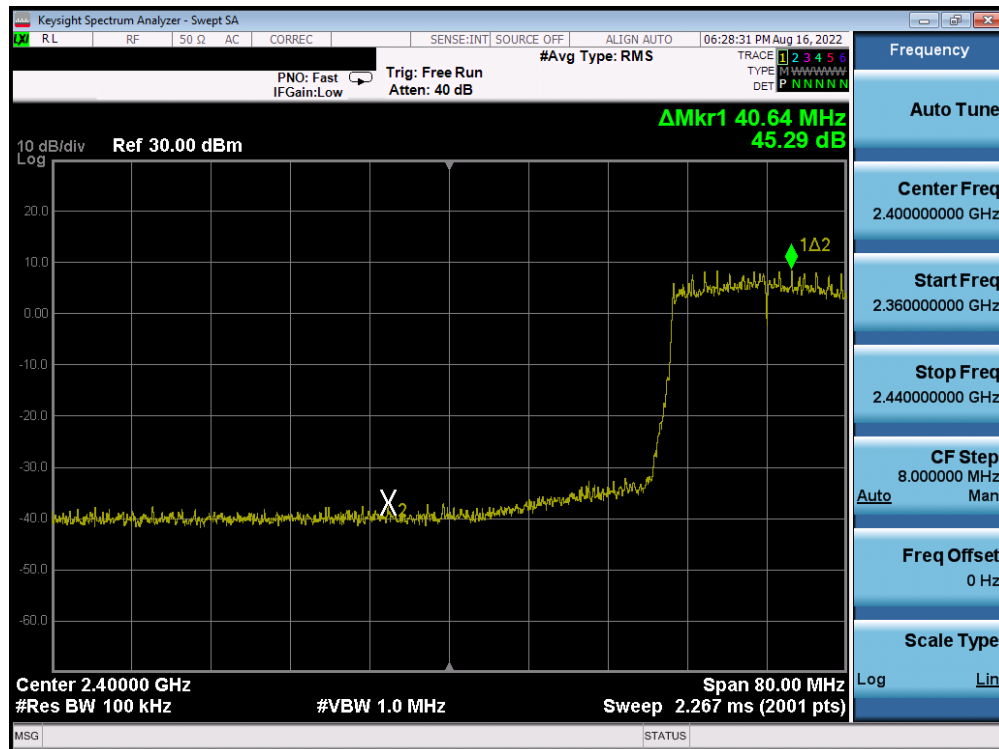 Keysight Spectrum Analyzer - Swept SA
LXI RL RF 50 Ω AC CORREC SENSE:INT SOURCE OFF ALIGN AUTO 06:28:31 PM Aug 16, 2022
#Avg Type: RMS TRACE 1 2 3 4 5 6
PNO: Fast Trig: Free Run TYPE M WWWWW
IFGain:Low Atten: 40 dB DET P N N N N N
ΔMkr1 40.64 MHz
45.29 dB
10 dB/div Ref 30.00 dBm
Log
20.0
10.0
0.00
-10.0
-20.0
-30.0
-40.0
-50.0
-60.0
1Δ2
X2
Center 2.40000 GHz Span 80.00 MHz
#Res BW 100 kHz #VBW 1.0 MHz Sweep 2.267 ms (2001 pts)
MSG STATUS
Frequency
Auto Tune
Center Freq
2.400000000 GHz
Start Freq
2.360000000 GHz
Stop Freq
2.440000000 GHz
CF Step
8.000000 MHz
Auto Man
Freq Offset
0 Hz
Scale Type
Log Lin